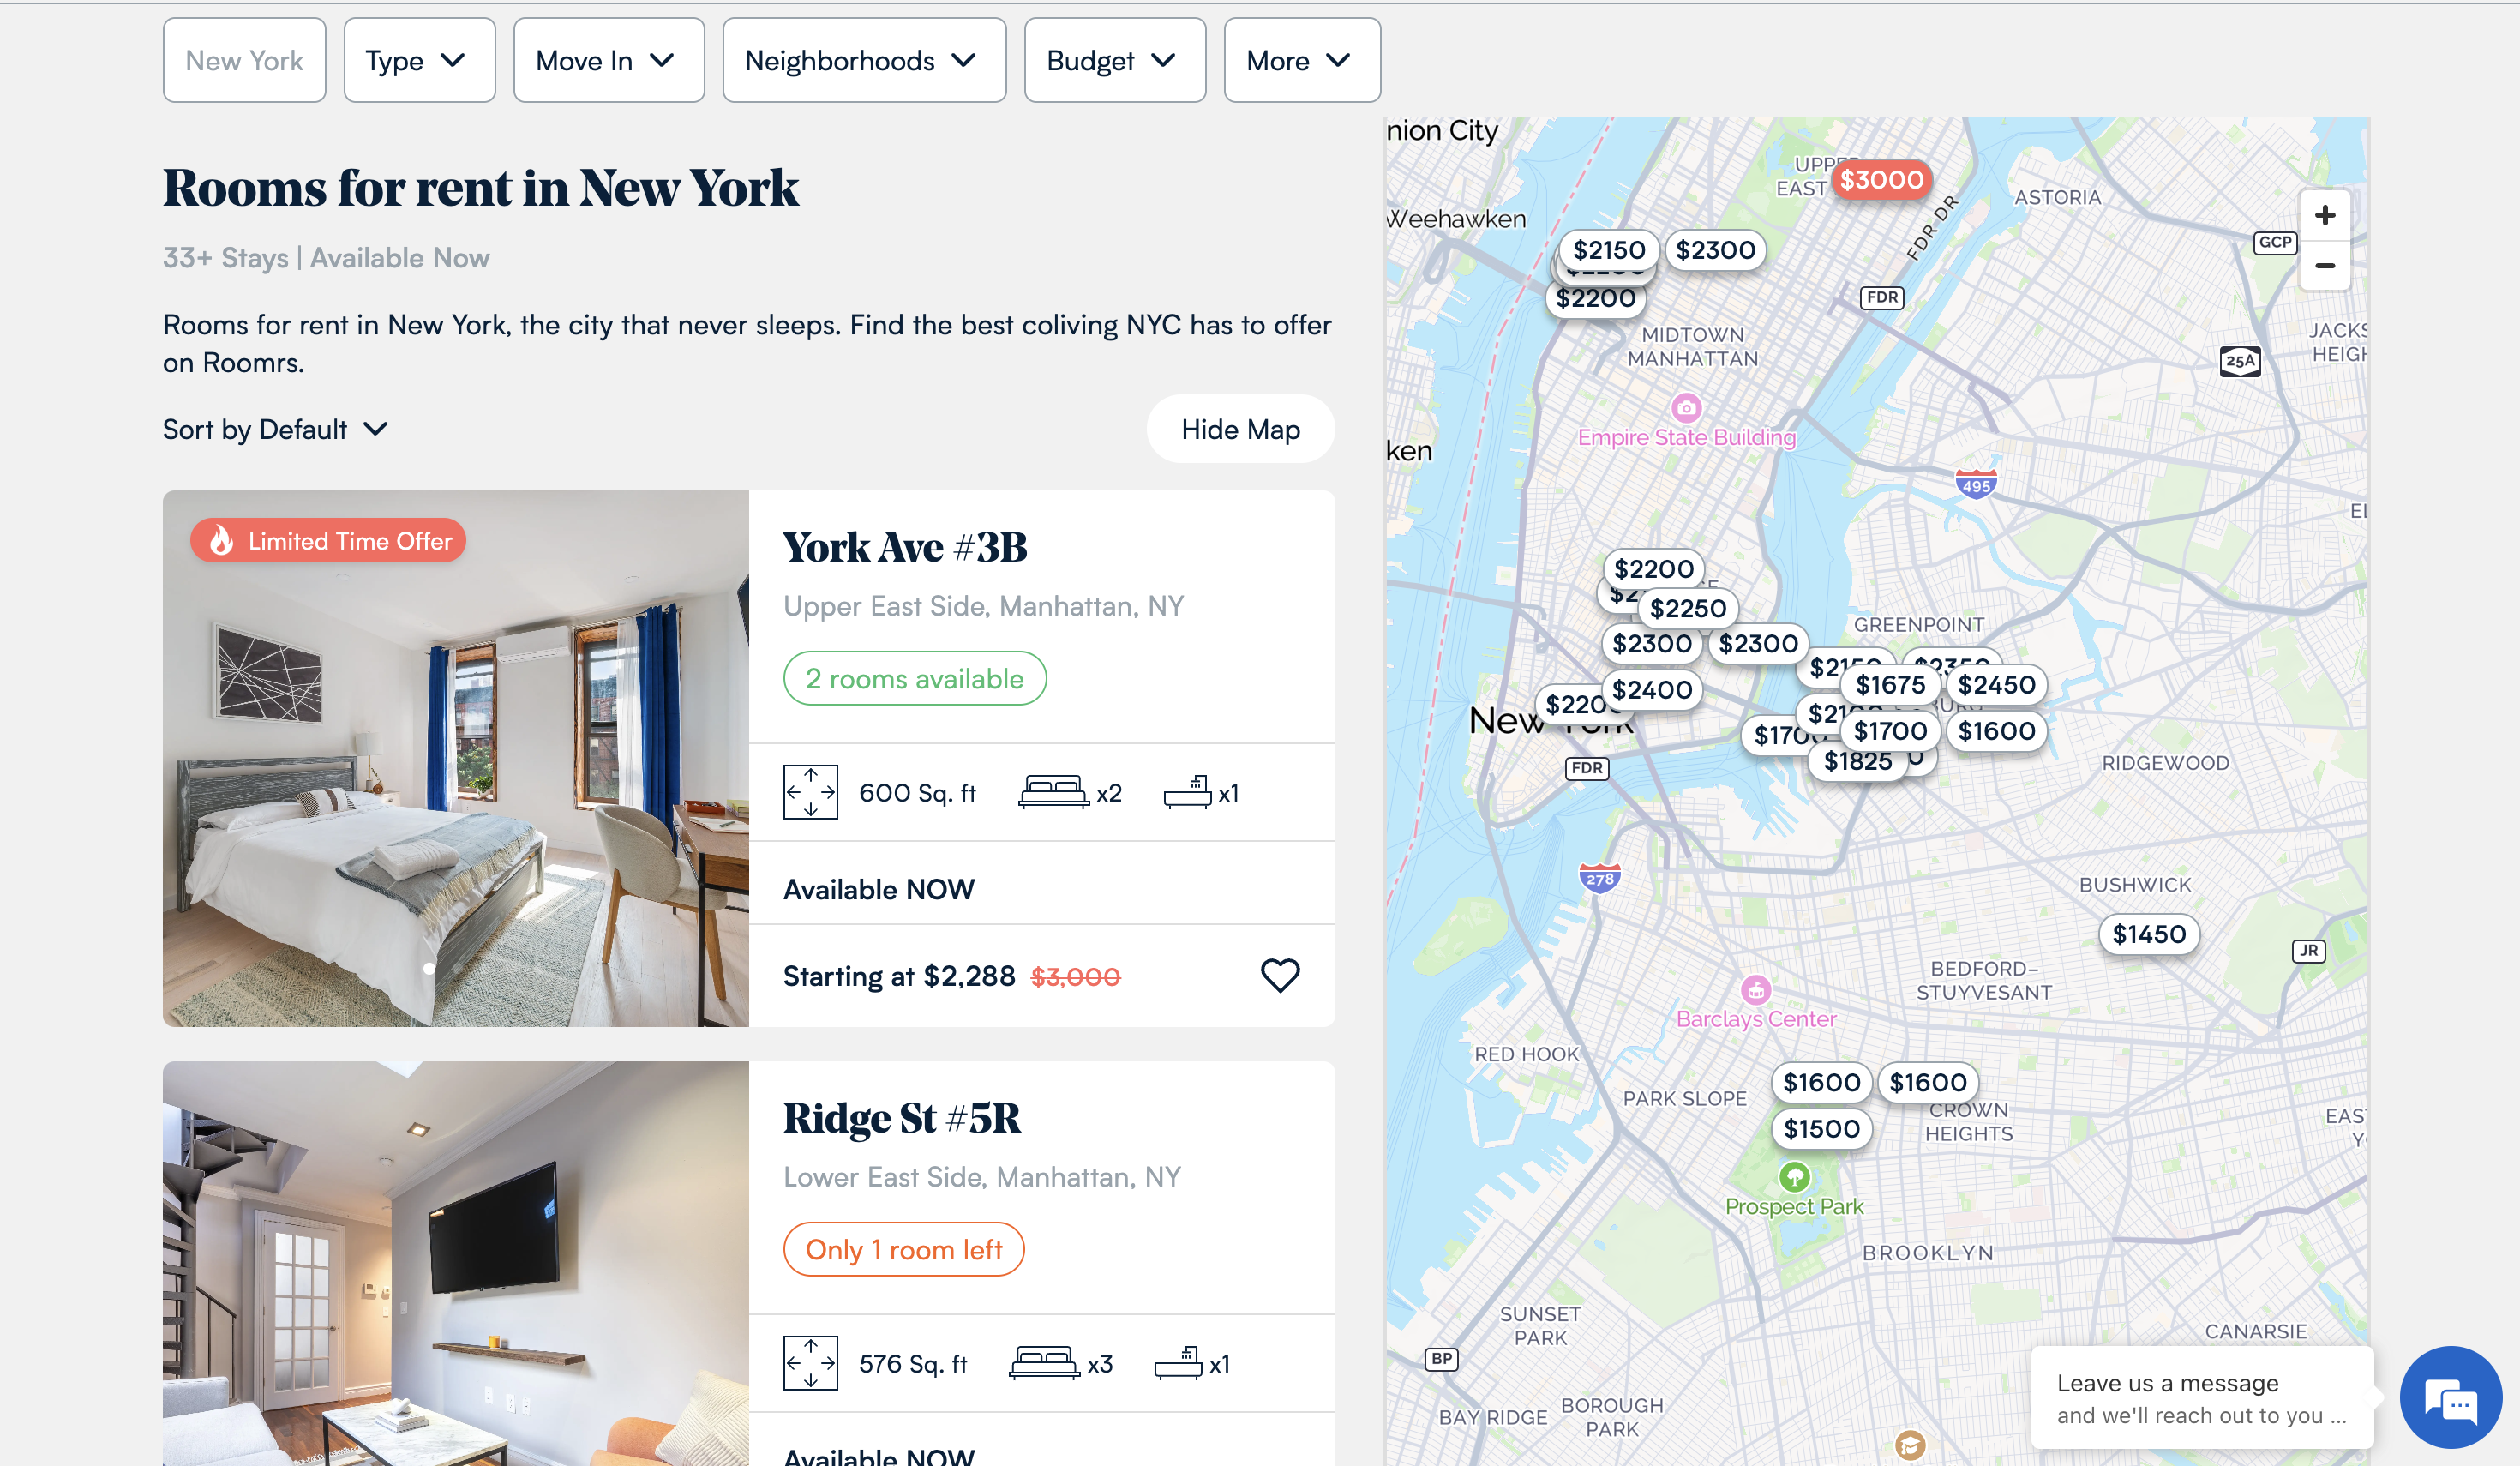 New York
Type
Move In
Neighborhoods
Budget
More
Rooms for rent in New York
33+ Stays | Available Now
Rooms for rent in New York, the city that never sleeps. Find the best coliving NYC has to offer
on Roomrs.
Sort by Default
Hide Map
Limited Time Offer
York Ave #3B
Upper East Side, Manhattan, NY
2 rooms available
600 Sq. ft
x2
x1
Available NOW
Starting at $2,288 $3,000
Ridge St #5R
Lower East Side, Manhattan, NY
Only 1 room left
576 Sq. ft
x3
x1
Available NOW
nion City
EAST
$3000
ASTORIA
Weehawken
FDR DR
+
GCP
−
$2150
$2300
$2200
FDR
MIDTOWN
MANHATTAN
JACKS
HEIGH
25A
Empire State Building
ken
495
EL
$2200
$2250
GREENPOINT
$2300
$2300
$1675
$2450
$2400
New York
$1700
$1600
$1825
RIDGEWOOD
FDR
278
BUSHWICK
$1450
JR
BEDFORD–
STUYVESANT
Barclays Center
RED HOOK
$1600
$1600
PARK SLOPE
CROWN
HEIGHTS
$1500
EAST
Prospect Park
BROOKLYN
SUNSET
PARK
CANARSIE
BP
BAY RIDGE
BOROUGH
PARK
Leave us a message
and we'll reach out to you ...